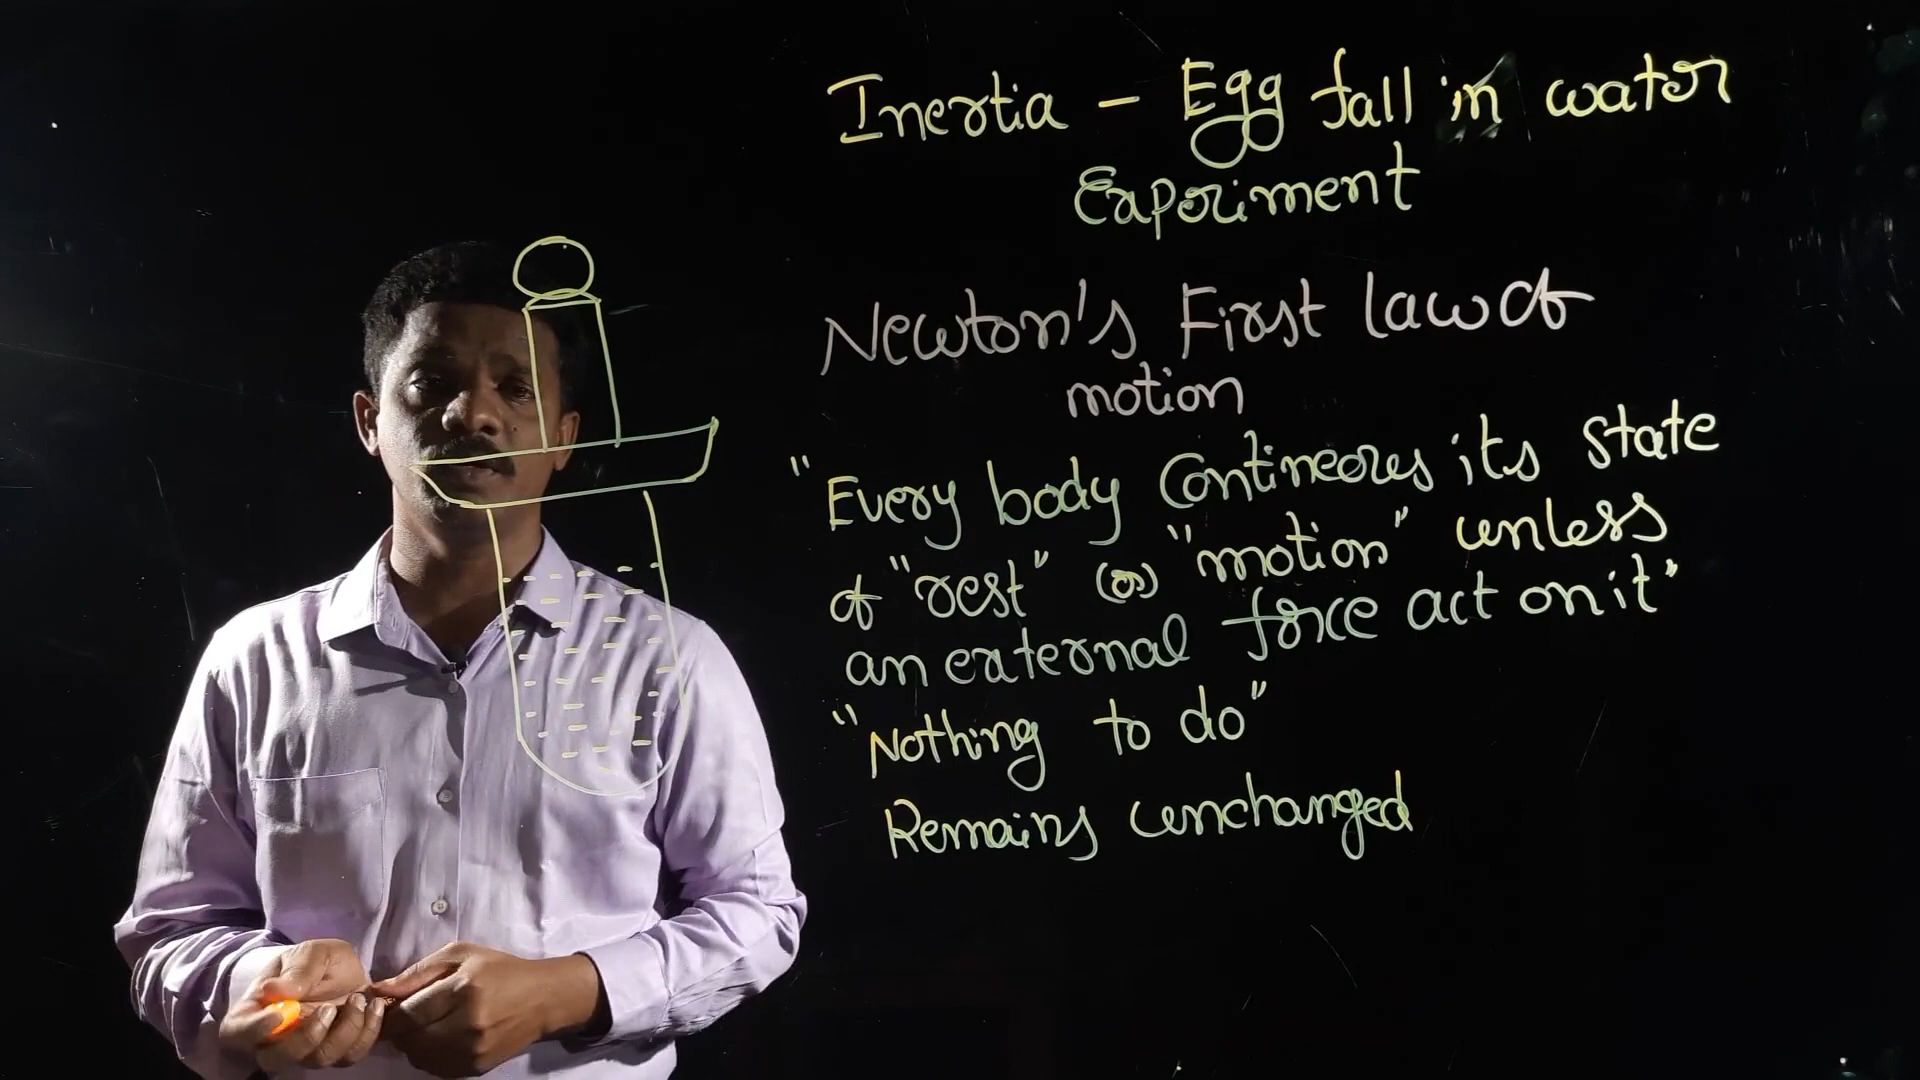 Inertia - Egg fall in water
Experiment
Newton's First law of
motion
"Every body Contineores its state
of "rest" (or) "motion" unless
an external force act on it"
"Nothing to do"
Remains unchanged